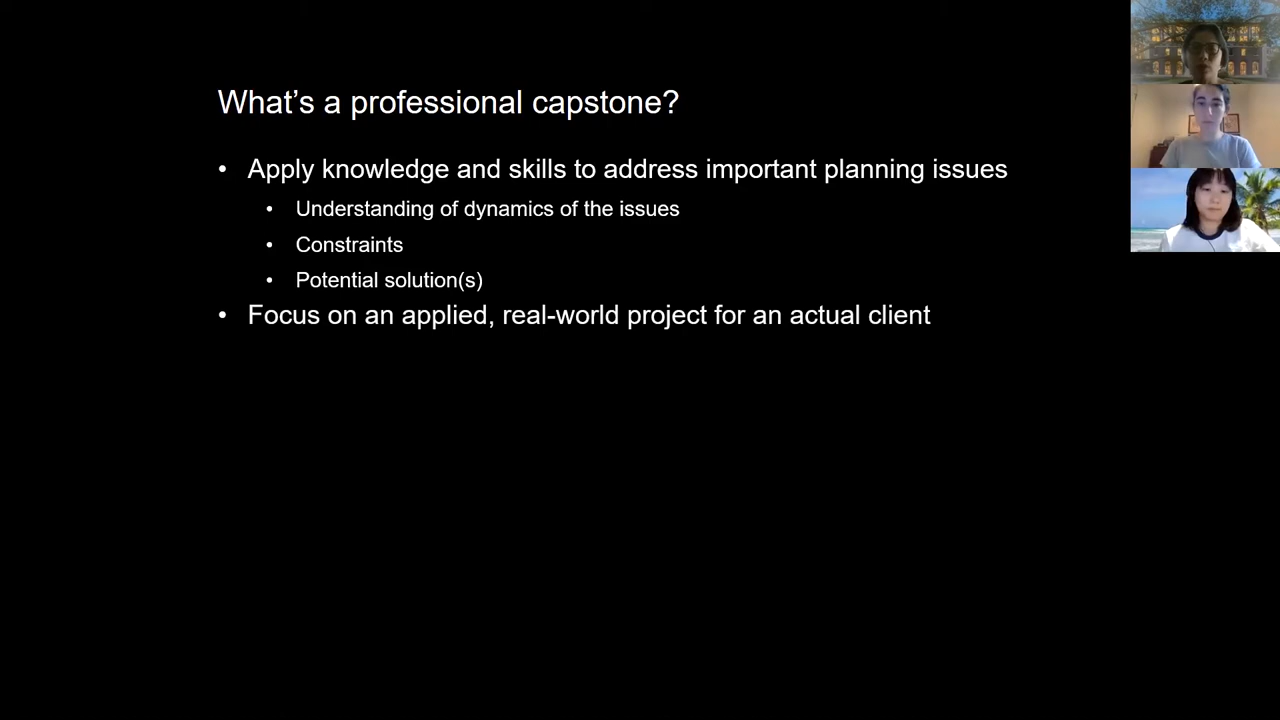 What’s a professional capstone?
• Apply knowledge and skills to address important planning issues
• Understanding of dynamics of the issues
• Constraints
• Potential solution(s)
• Focus on an applied, real-world project for an actual client